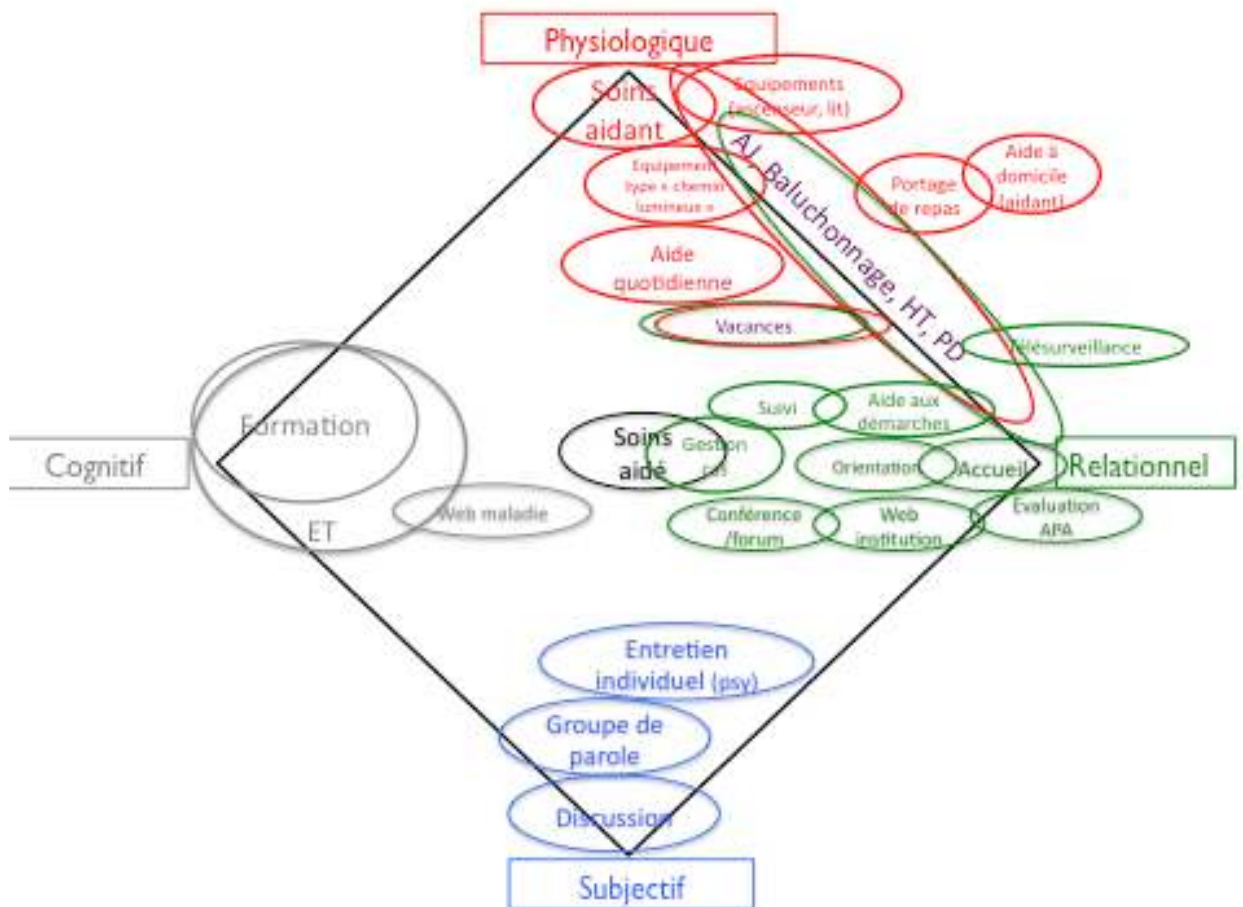 Physiologique
Soins
aidant
Equipements
(ascenseur, lit)
Equipement
type « chemin
lumineux »
AJ, Baluchonnage, HT, PD
Portage
de repas
Aide à
domicile
(aidant)
Aide
quotidienne
Vacances
Télésurveillance
Suivi
Aide aux
démarches
Formation
Cognitif
Soins
aidé
Gestion
cas
Orientation
Accueil
Relationnel
ET
Web maladie
Conférence
/forum
Web
institution
Evaluation
APA
Entretien
individuel (psy)
Groupe de
parole
Discussion
Subjectif